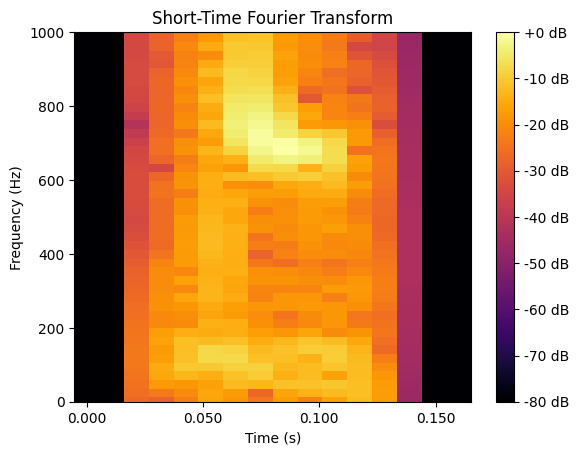 Short-Time Fourier Transform
1000
800
600
400
200
0
Frequency (Hz)
0.000
0.050
0.100
0.150
Time (s)
+0 dB
-10 dB
-20 dB
-30 dB
-40 dB
-50 dB
-60 dB
-70 dB
-80 dB